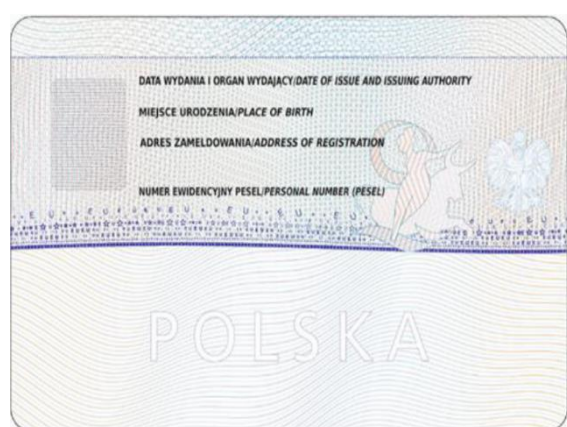 DATA WYDANIA I ORGAN WYDAJĄCY/DATE OF ISSUE AND ISSUING AUTHORITY
MIEJSCE URODZENIA/PLACE OF BIRTH
ADRES ZAMELDOWANIA/ADDRESS OF REGISTRATION
NUMER EWIDENCYJNY PESEL/PERSONAL NUMBER (PESEL)
POLSKA